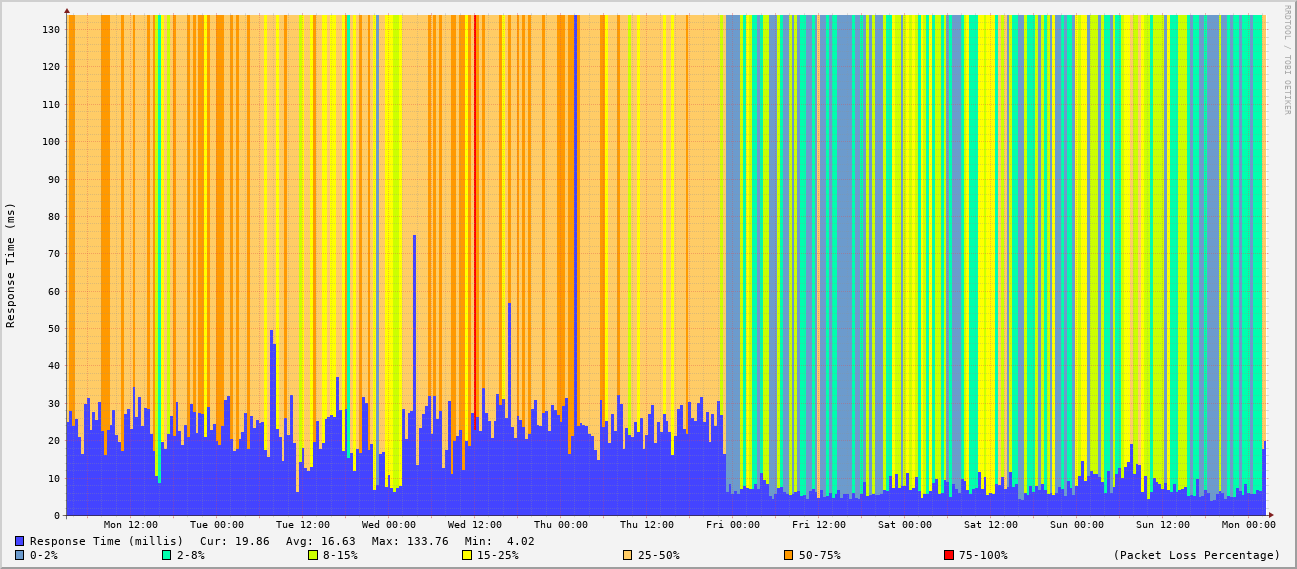 RRDTOOL / TOBI OETIKER
Response Time (ms)
130
120
110
100
90
80
70
60
50
40
30
20
10
0
Mon 12:00 Tue 00:00 Tue 12:00 Wed 00:00 Wed 12:00 Thu 00:00 Thu 12:00 Fri 00:00 Fri 12:00 Sat 00:00 Sat 12:00 Sun 00:00 Sun 12:00 Mon 00:00
Response Time (millis) Cur: 19.86 Avg: 16.63 Max: 133.76 Min: 4.02
0-2% 2-8% 8-15% 15-25% 25-50% 50-75% 75-100% (Packet Loss Percentage)